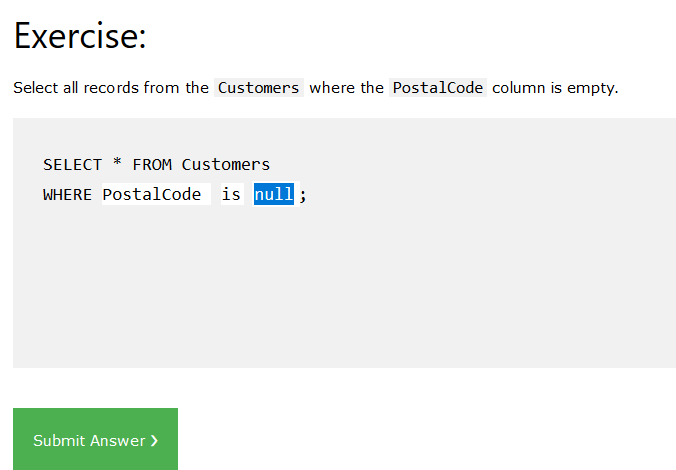 Exercise:
Select all records from the Customers where the PostalCode column is empty.
SELECT * FROM Customers
WHERE PostalCode is null;
Submit Answer ❯